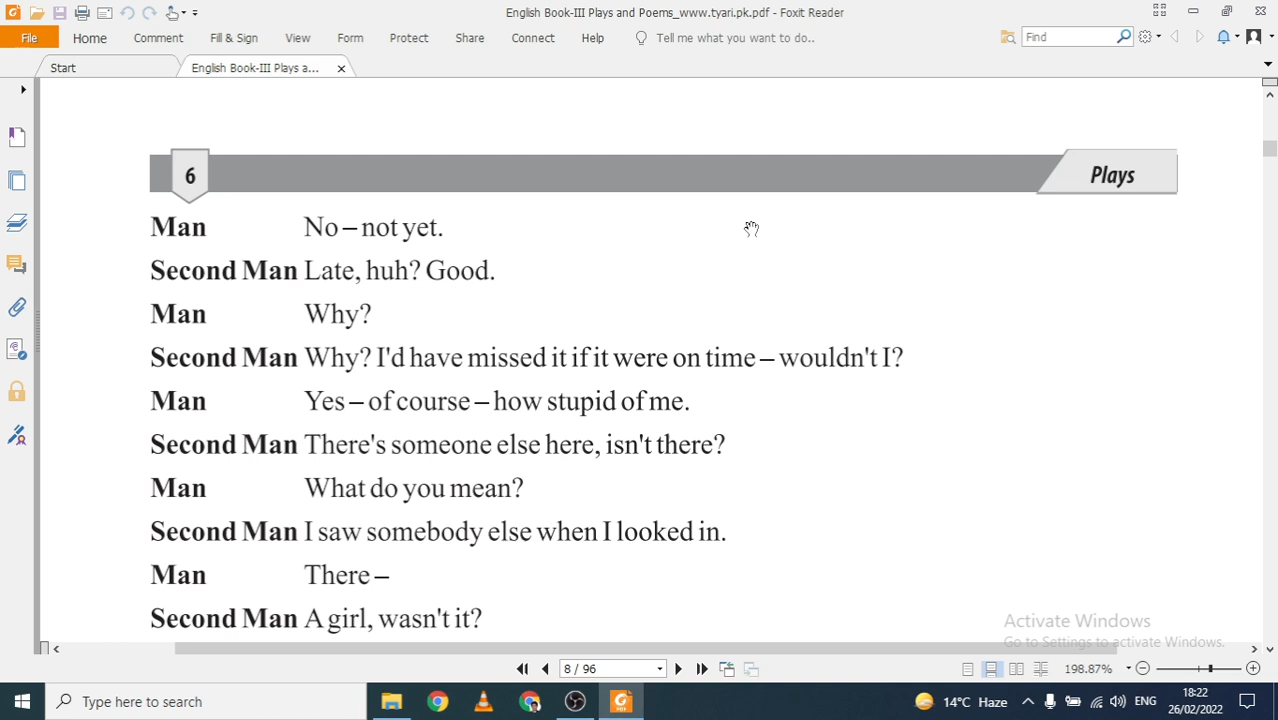 English Book-III Plays and Poems_www.tyari.pk.pdf - Foxit Reader
File Home Comment Fill & Sign View Form Protect Share Connect Help Tell me what you want to do.. Find
Start English Book-III Plays a...
6 Plays
Man No – not yet.
Second Man Late, huh? Good.
Man Why?
Second Man Why? I'd have missed it if it were on time – wouldn't I?
Man Yes – of course – how stupid of me.
Second Man There's someone else here, isn't there?
Man What do you mean?
Second Man I saw somebody else when I looked in.
Man There –
Second Man A girl, wasn't it?
Activate Windows
Go to Settings to activate Windows.
8 / 96 198.87%
Type here to search 14°C Haze ENG 18:22
26/02/2022